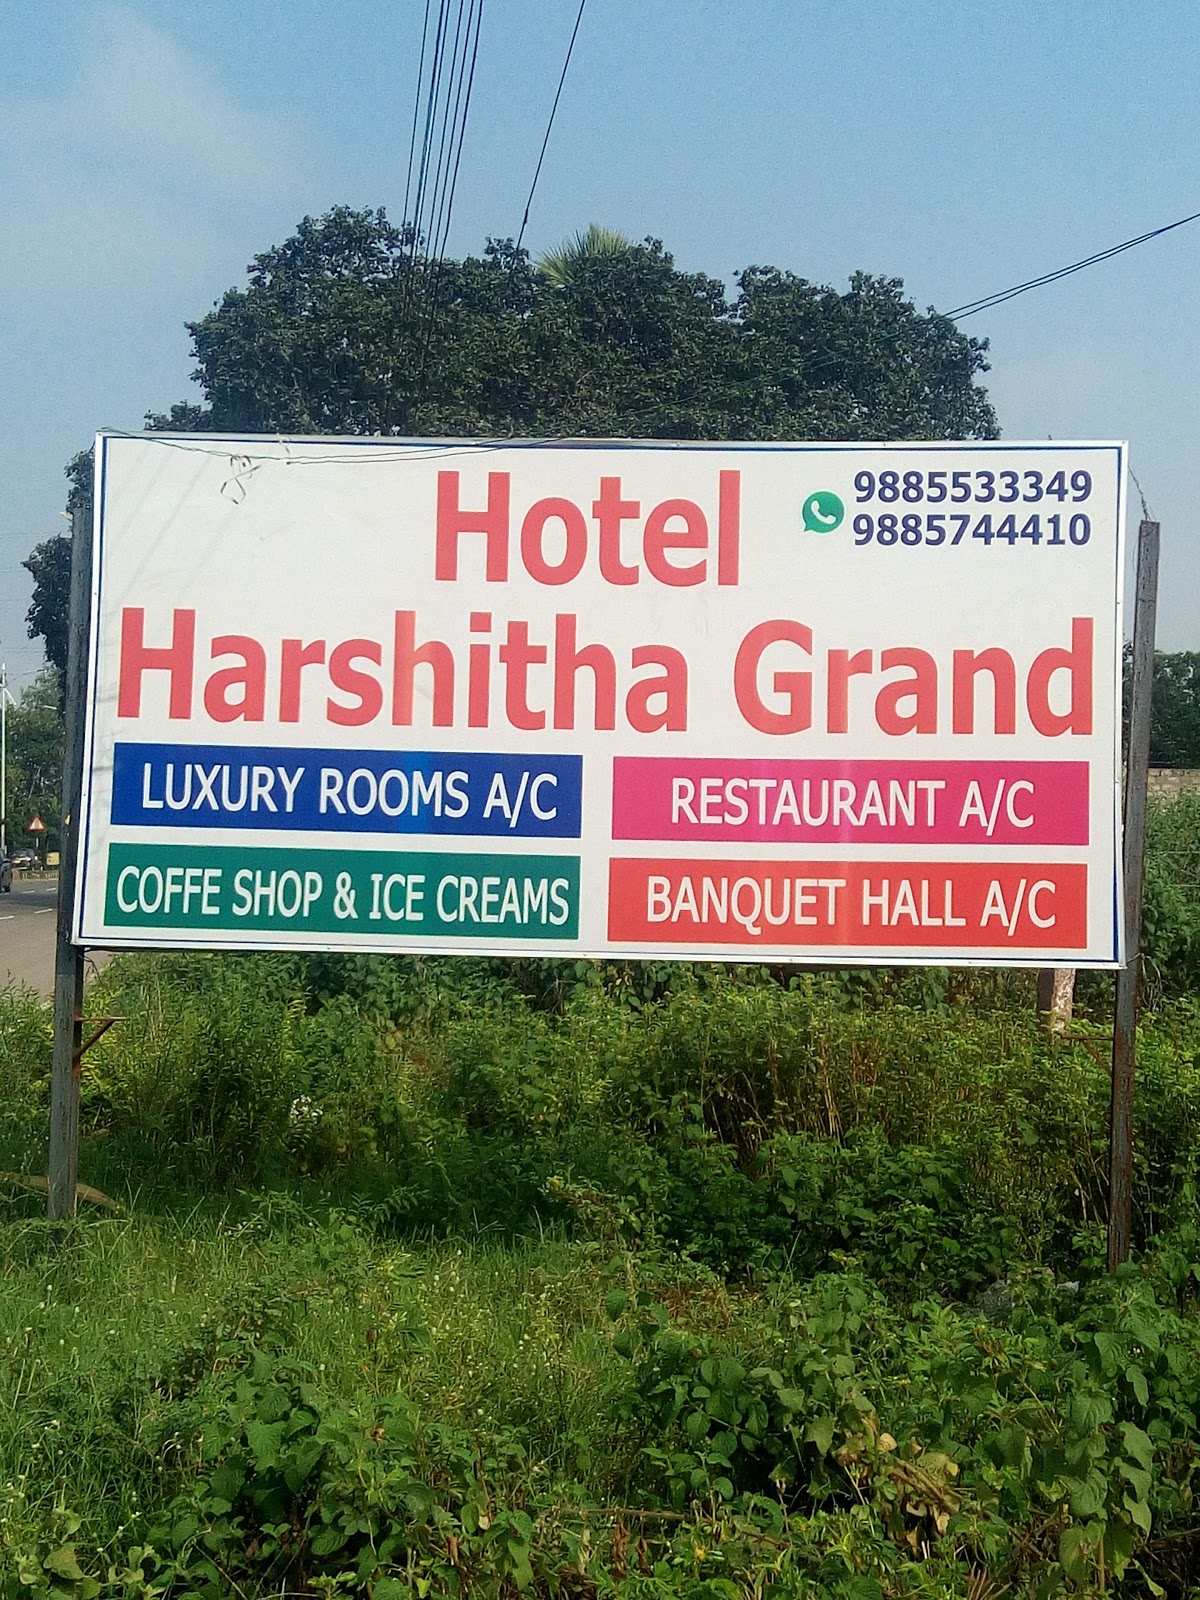 Hotel
9885533349
9885744410
Harshitha Grand
LUXURY ROOMS A/C
RESTAURANT A/C
COFFE SHOP & ICE CREAMS
BANQUET HALL A/C